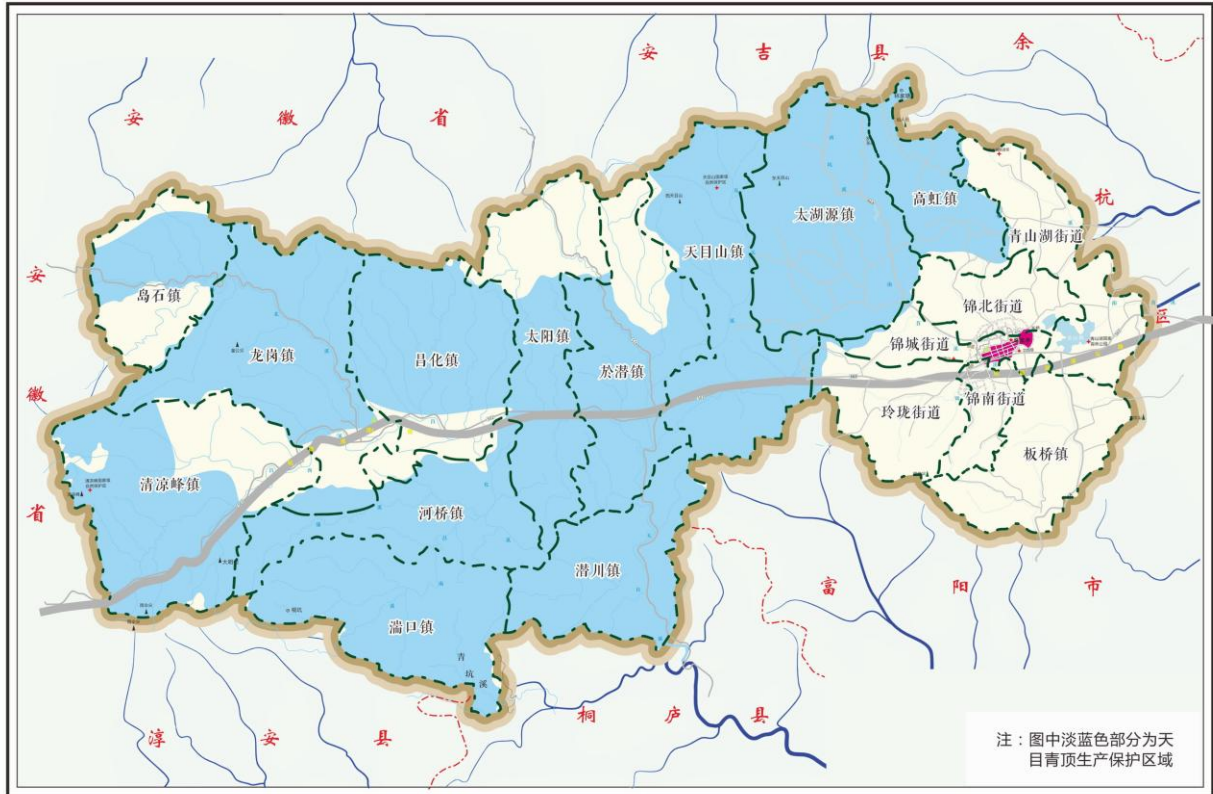 安吉县
余
杭
区
安徽省
安
徽
省
太湖源镇
高虹镇
青山湖街道
天目山镇
岛石镇
锦北街道
太阳镇
龙岗镇
昌化镇
於潜镇
锦城街道
玲珑街道
锦南街道
板桥镇
清凉峰镇
河桥镇
潜川镇
湍口镇
青
坑
溪
富阳市
桐庐县
淳安县
注：图中淡蓝色部分为天
目青顶生产保护区域